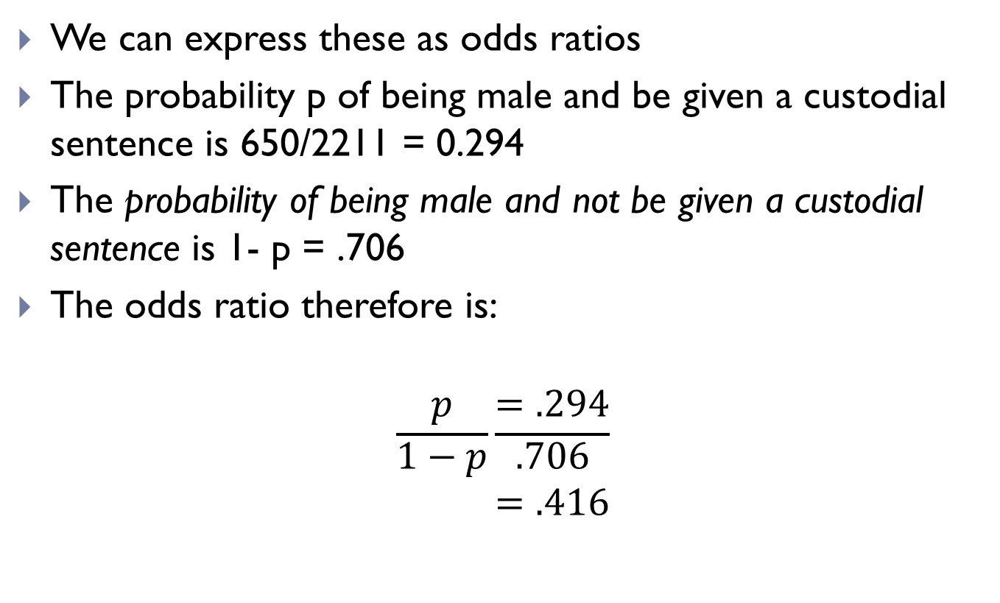 We can express these as odds ratios
The probability p of being male and be given a custodial
sentence is 650/2211 = 0.294
The probability of being male and not be given a custodial
sentence is 1- p = .706
The odds ratio therefore is:
p = .294
1 − p .706
= .416